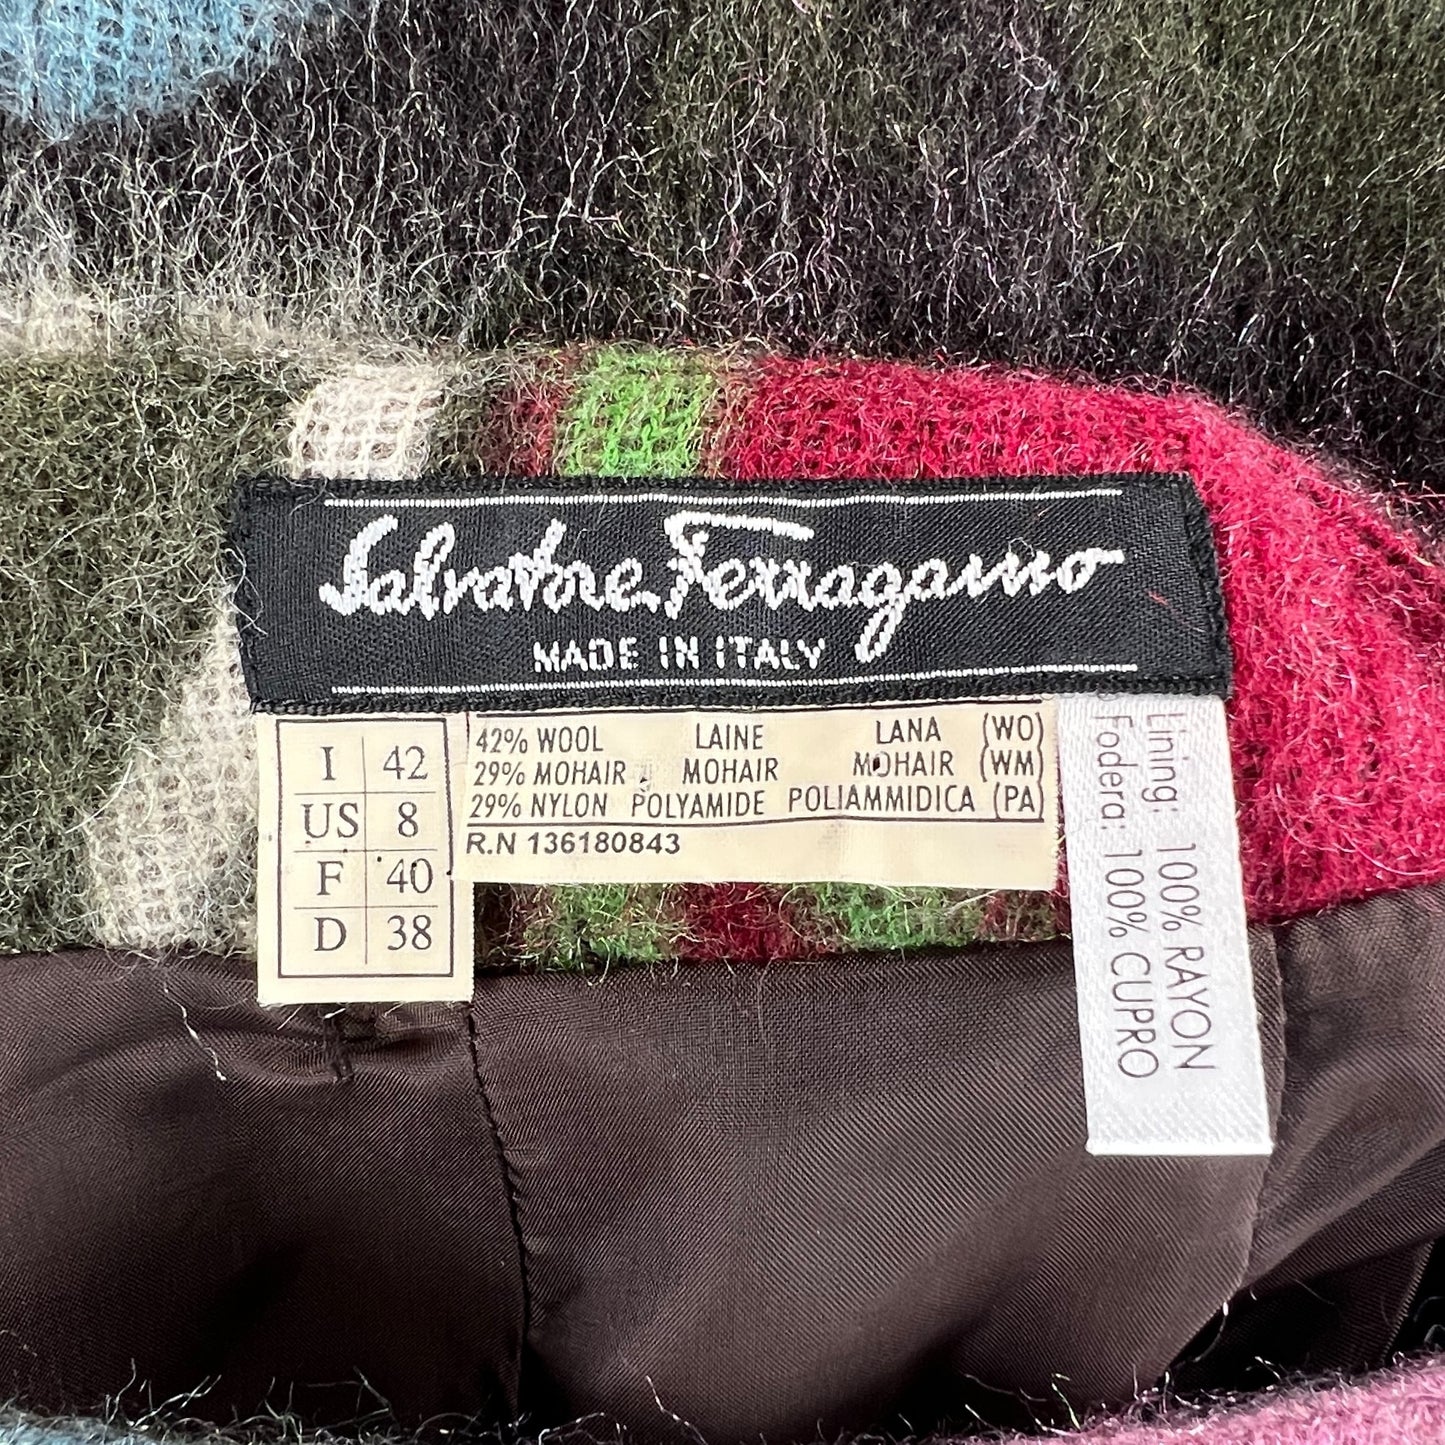 Salvatore Ferragamo
MADE IN ITALY
I 42
US 8
F 40
D 38
42% WOOL LAINE LANA (WO)
29% MOHAIR MOHAIR MOHAIR (WM)
29% NYLON POLYAMIDE POLIAMMIDICA (PA)
R.N 136180843
Lining: 100% RAYON
Fodera: 100% CUPRO